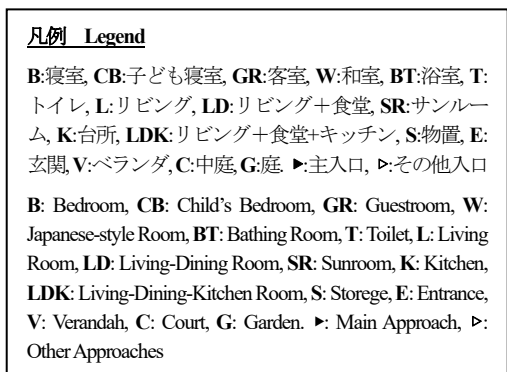 凡例 Legend
B:寝室, CB:子ども寝室, GR:客室, W:和室, BT:浴室, T:
トイレ, L:リビング, LD:リビング＋食堂, SR:サンルー
ム, K:台所, LDK:リビング＋食堂+キッチン, S:物置, E:
玄関, V:ベランダ, C:中庭, G:庭. ▶:主入口, ▷:その他入口
B: Bedroom, CB: Child's Bedroom, GR: Guestroom, W:
Japanese-style Room, BT: Bathing Room, T: Toilet, L: Living
Room, LD: Living-Dining Room, SR: Sunroom, K: Kitchen,
LDK: Living-Dining-Kitchen Room, S: Storege, E: Entrance,
V: Verandah, C: Court, G: Garden. ▶: Main Approach, ▷:
Other Approaches